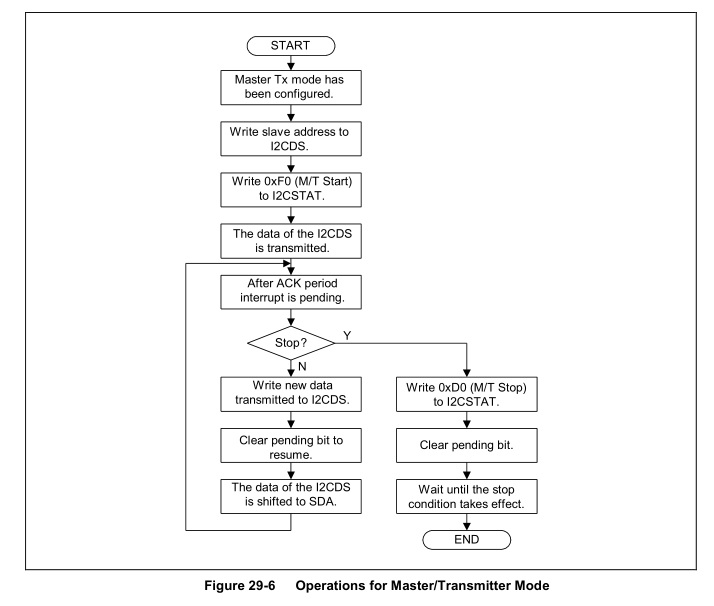 START
Master Tx mode has
been configured.
Write slave address to
I2CDS.
Write 0xF0 (M/T Start)
to I2CSTAT.
The data of the I2CDS
is transmitted.
After ACK period
interrupt is pending.
Stop?
Y
N
Write new data
transmitted to I2CDS.
Clear pending bit to
resume.
The data of the I2CDS
is shifted to SDA.
Write 0xD0 (M/T Stop)
to I2CSTAT.
Clear pending bit.
Wait until the stop
condition takes effect.
END
Figure 29-6 Operations for Master/Transmitter Mode